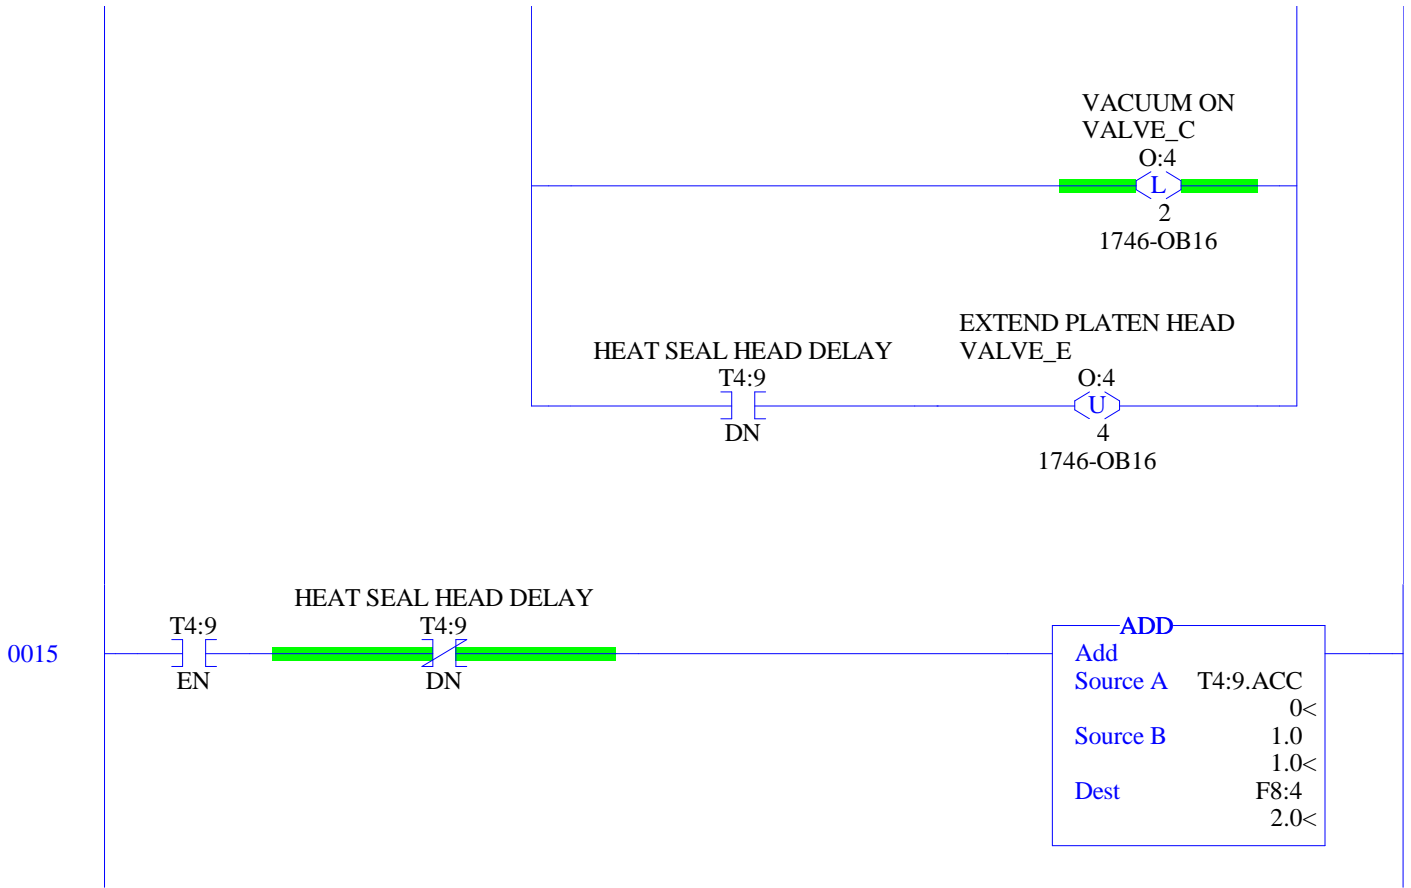 VACUUM ON
VALVE_C
O:4
L
2
1746-OB16
EXTEND PLATEN HEAD
HEAT SEAL HEAD DELAY VALVE_E
T4:9 O:4
U
DN 4
1746-OB16
HEAT SEAL HEAD DELAY
T4:9 T4:9 ADD
0015 Add
EN DN Source A T4:9.ACC
0<
Source B 1.0
1.0<
Dest F8:4
2.0<